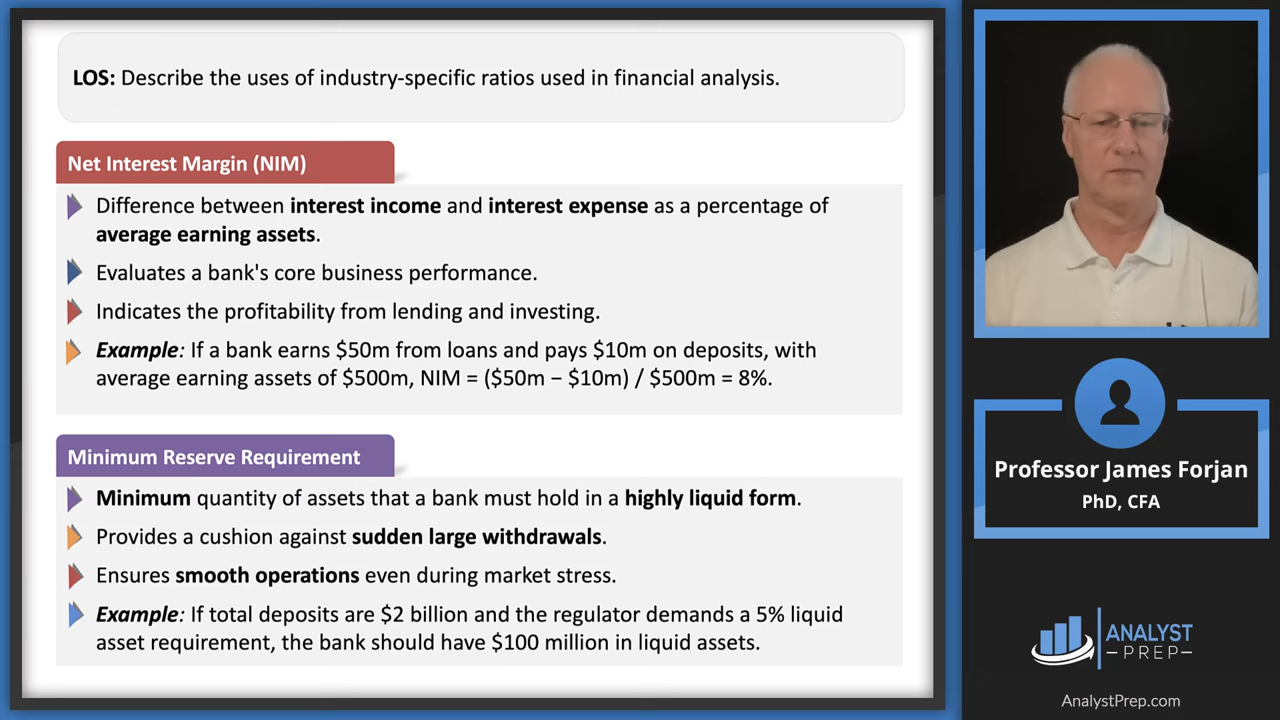 LOS: Describe the uses of industry-specific ratios used in financial analysis.
Net Interest Margin (NIM)
Difference between interest income and interest expense as a percentage of
average earning assets.
Evaluates a bank's core business performance.
Indicates the profitability from lending and investing.
Example: If a bank earns $50m from loans and pays $10m on deposits, with
average earning assets of $500m, NIM = ($50m − $10m) / $500m = 8%.
Minimum Reserve Requirement
Minimum quantity of assets that a bank must hold in a highly liquid form.
Provides a cushion against sudden large withdrawals.
Ensures smooth operations even during market stress.
Example: If total deposits are $2 billion and the regulator demands a 5% liquid
asset requirement, the bank should have $100 million in liquid assets.
Professor James Forjan
PhD, CFA
ANALYST
PREP
AnalystPrep.com